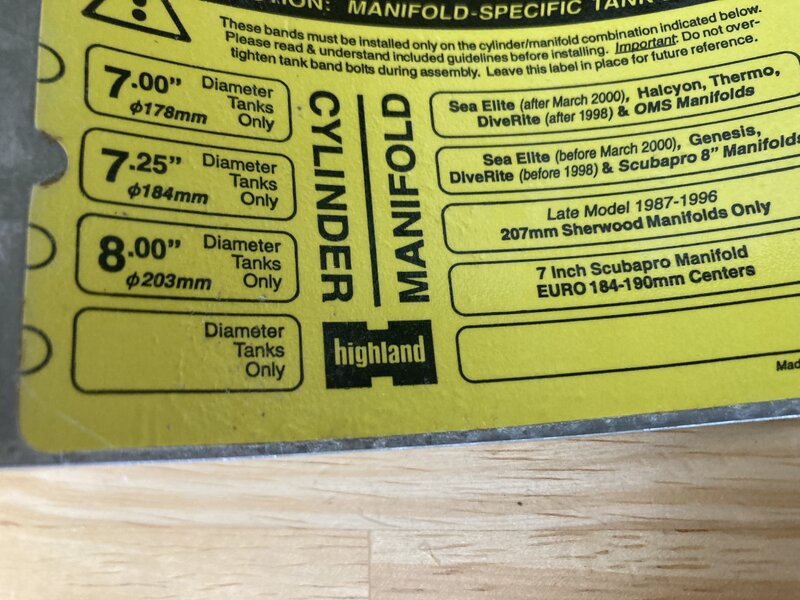 : MANIFOLD-SPECIFIC
These bands must be installed only on the cylinder/manifold combination indicated below.
Please read & understand included guidelines before installing. Important: Do not over-
tighten tank band bolts during assembly. Leave this label in place for future reference.
7.00" Diameter
ϕ178mm Tanks
Only
7.25" Diameter
ϕ184mm Tanks
Only
8.00" Diameter
ϕ203mm Tanks
Only
Diameter
Tanks
Only
CYLINDER
MANIFOLD
highland
Sea Elite (after March 2000), Halcyon, Thermo,
DiveRite (after 1998) & OMS Manifolds
Sea Elite (before March 2000), Genesis,
DiveRite (before 1998) & Scubapro 8" Manifolds
Late Model 1987-1996
207mm Sherwood Manifolds Only
7 Inch Scubapro Manifold
EURO 184-190mm Centers
Made